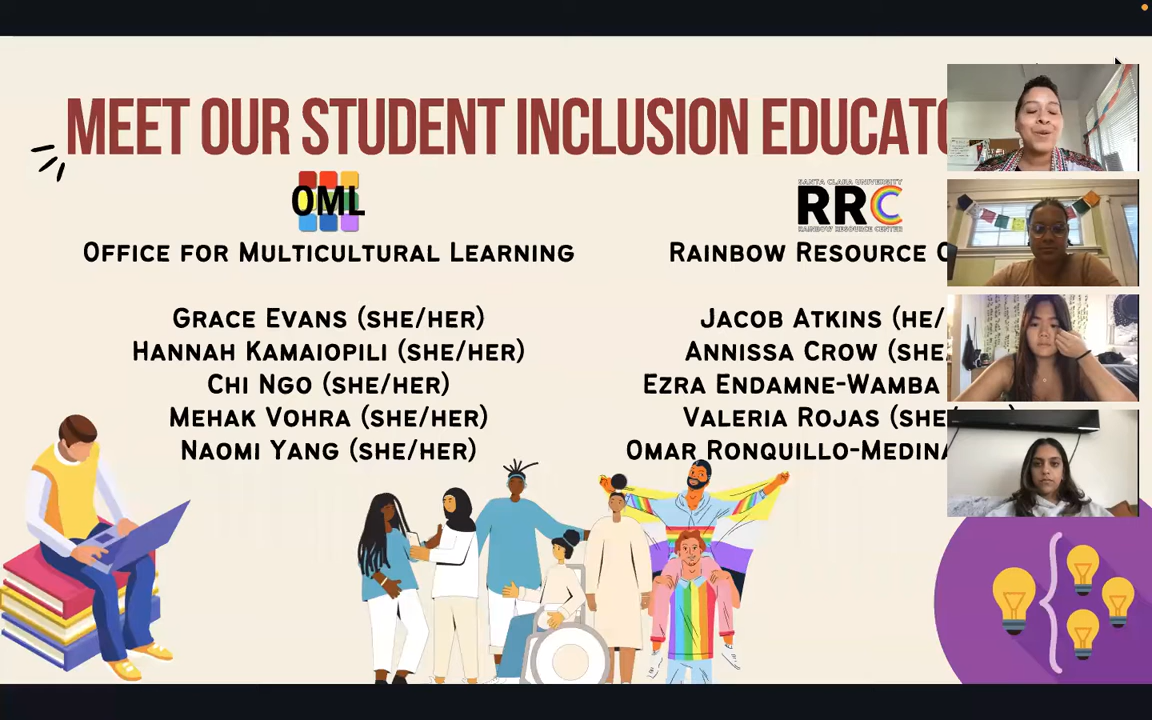 MEET OUR STUDENT INCLUSION EDUCATO
OML
OFFICE FOR MULTICULTURAL LEARNING
GRACE EVANS (SHE/HER)
HANNAH KAMAIOPILI (SHE/HER)
CHI NGO (SHE/HER)
MEHAK VOHRA (SHE/HER)
NAOMI YANG (SHE/HER)
SANTA CLARA UNIVERSITY
RRC
RAINBOW RESOURCE CENTER
RAINBOW RESOURCE C
JACOB ATKINS (HE/
ANNISSA CROW (SHE
EZRA ENDAMNE-WAMBA
VALERIA ROJAS (SHE
OMAR RONQUILLO-MEDINA